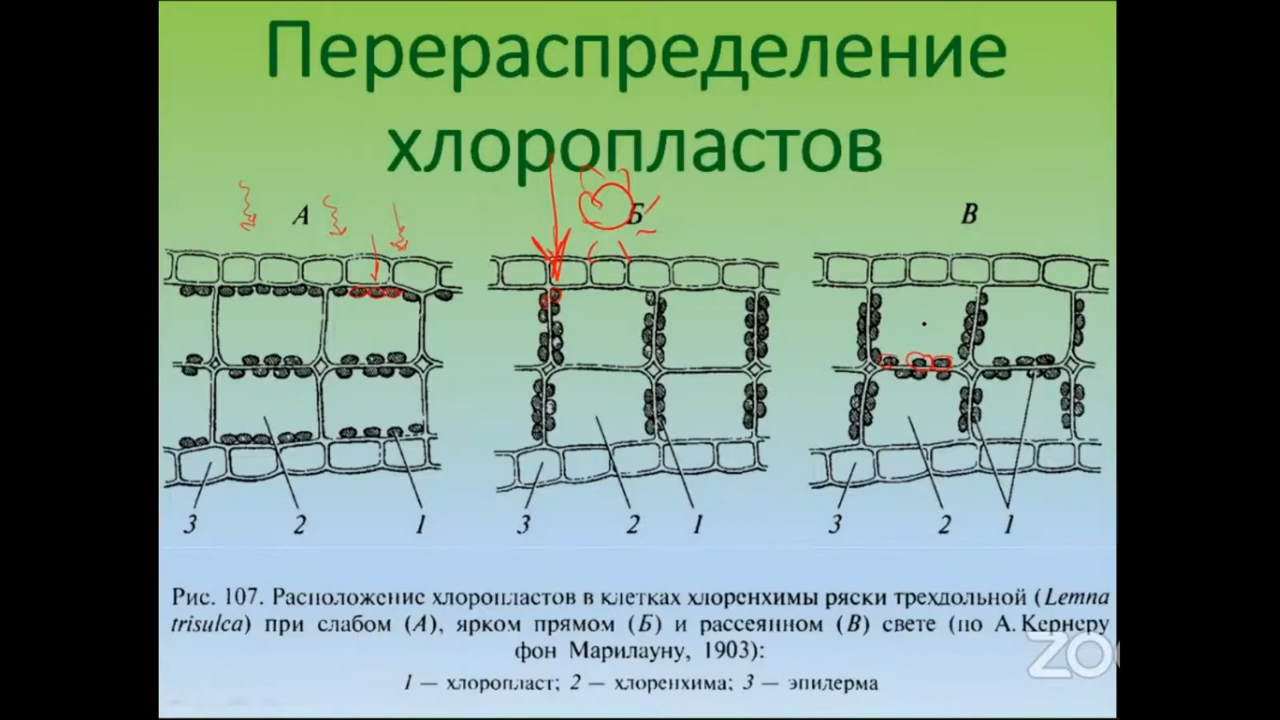 Перераспределение
хлоропластов
А
Б
В
3 2 1
3 2 1
3 2 1
Рис. 107. Расположение хлоропластов в клетках хлоренхимы ряски трехдольной (Lemna
trisulca) при слабом (А), ярком прямом (Б) и рассеянном (В) свете (по А. Кернеру
фон Марилауну, 1903):
1 — хлоропласт; 2 — хлоренхима; 3 — эпидерма